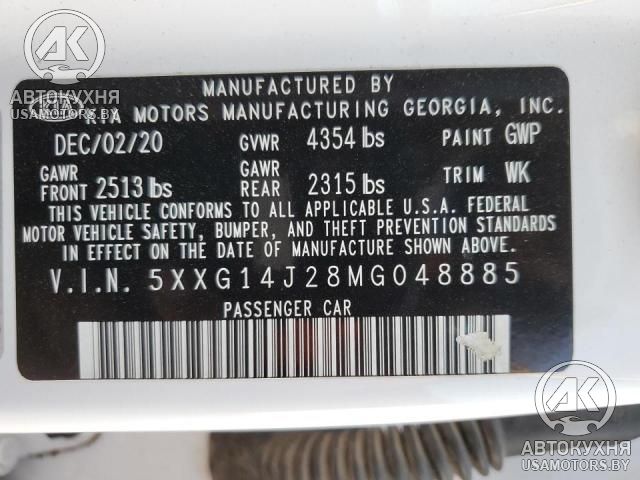 AK
АВТОКУХНЯ
USAMOTORS.BY
MANUFACTURED BY
KIA MOTORS MANUFACTURING GEORGIA, INC.
DEC/02/20 GVWR 4354 lbs PAINT GWP
GAWR FRONT 2513 lbs GAWR REAR 2315 lbs TRIM WK
THIS VEHICLE CONFORMS TO ALL APPLICABLE U.S.A. FEDERAL
MOTOR VEHICLE SAFETY, BUMPER, AND THEFT PREVENTION STANDARDS
IN EFFECT ON THE DATE OF MANUFACTURE SHOWN ABOVE.
V.I.N. 5XXG14J28MG048885
PASSENGER CAR
AK
АВТОКУХНЯ
USAMOTORS.BY